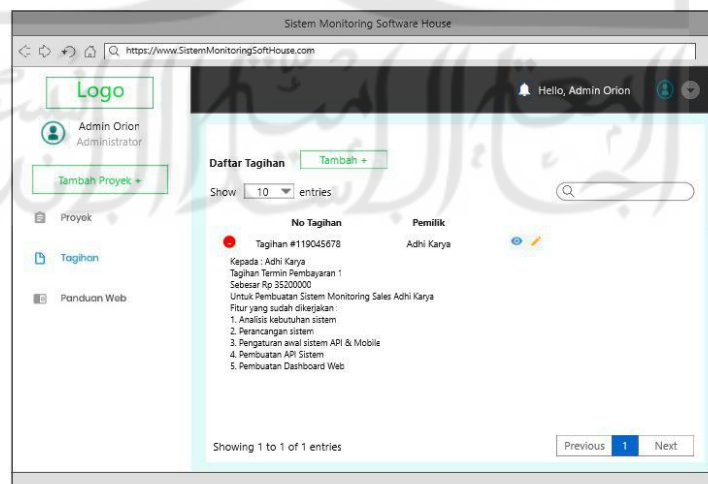 Sistem Monitoring Software House
https://www.SistemMonitoringSoftHouse.com
Logo
Hello, Admin Orion
Admin Orion
Administrator
Tambah Proyek +
Proyek
Tagihan
Panduan Web
Daftar Tagihan
Tambah +
Show 10 entries
No Tagihan Pemilik
Tagihan #119045678 Adhi Karya
Kepada : Adhi Karya
Tagihan Termin Pembayaran 1
Sebesar Rp 35200000
Untuk Pembuatan Sistem Monitoring Sales Adhi Karya
Fitur yang sudah dikerjakan :
1. Analisis kebutuhan sistem
2. Perancangan sistem
3. Pengaturan awal sistem API & Mobile
4. Pembuatan API Sistem
5. Pembuatan Dashboard Web
Showing 1 to 1 of 1 entries
Previous 1 Next